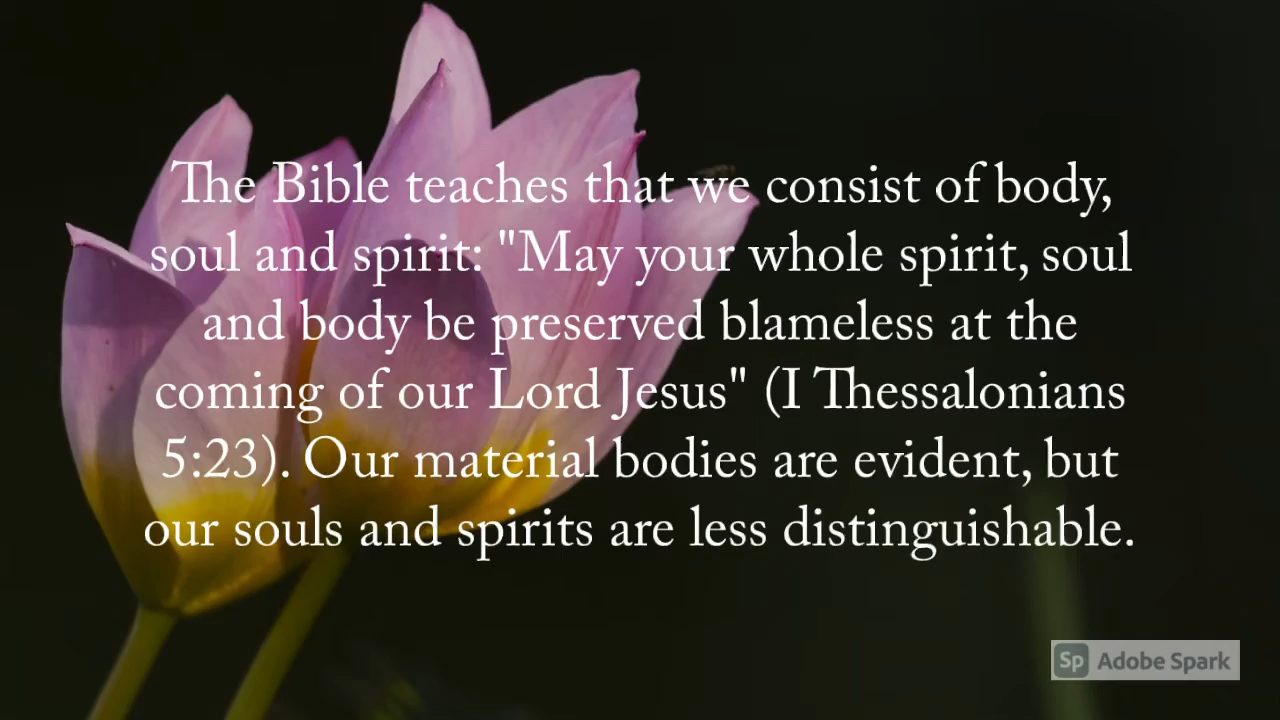 The Bible teaches that we consist of body,
soul and spirit: "May your whole spirit, soul
and body be preserved blameless at the
coming of our Lord Jesus" (I Thessalonians
5:23). Our material bodies are evident, but
our souls and spirits are less distinguishable.
Sp Adobe Spark